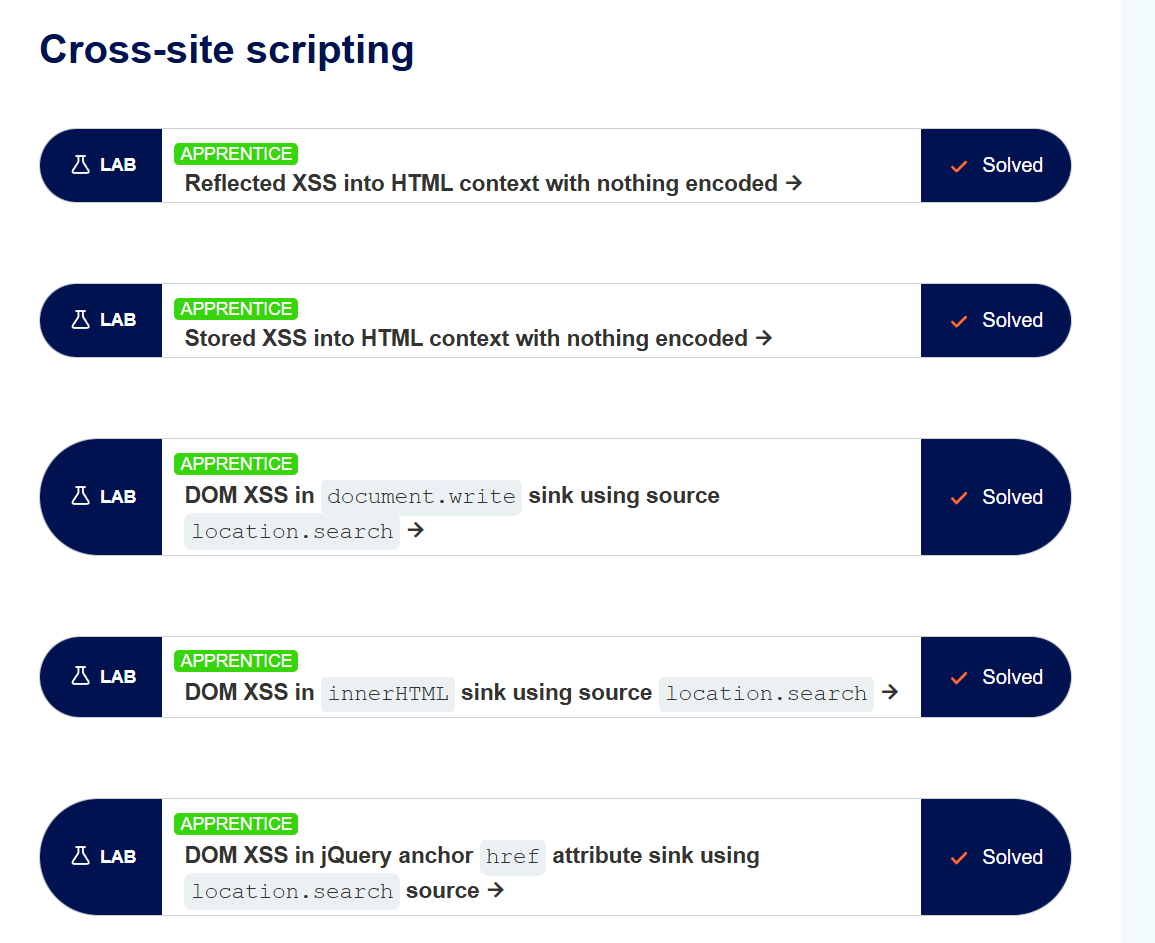 Cross-site scripting
LAB
APPRENTICE
Reflected XSS into HTML context with nothing encoded →
Solved
LAB
APPRENTICE
Stored XSS into HTML context with nothing encoded →
Solved
LAB
APPRENTICE
DOM XSS in document.write sink using source
location.search →
Solved
LAB
APPRENTICE
DOM XSS in innerHTML sink using source location.search →
Solved
LAB
APPRENTICE
DOM XSS in jQuery anchor href attribute sink using
location.search source →
Solved